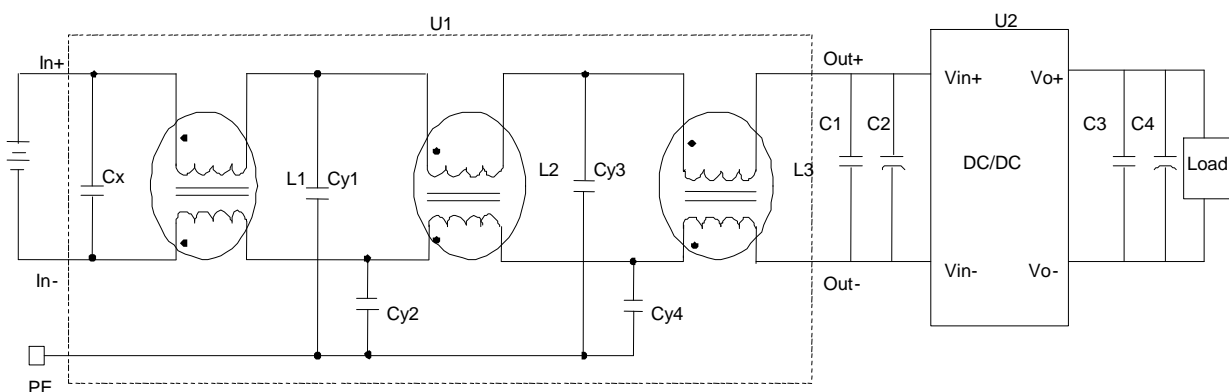 U1
U2
In+
Out+
Vin+
Vo+
C1
C2
C3
C4
Cx
L1
Cy1
L2
Cy3
L3
DC/DC
Load
In-
Out-
Vin-
Vo-
Cy2
Cy4
PE